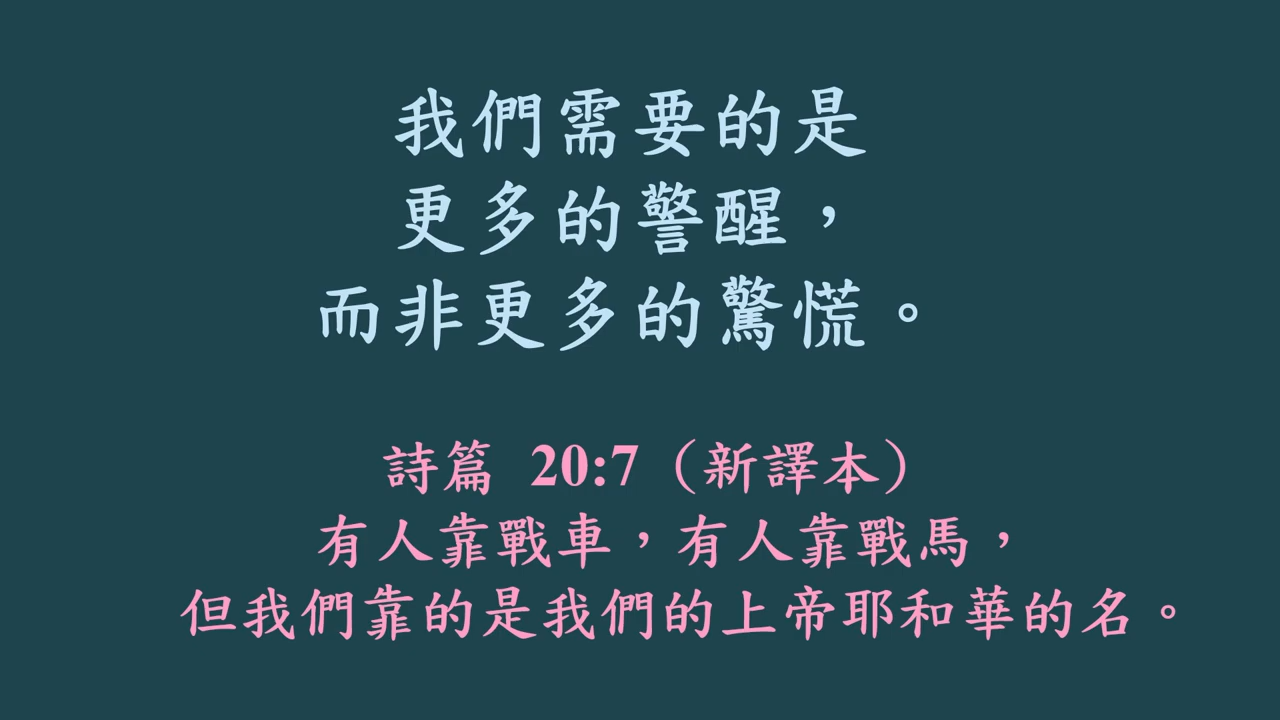 我們需要的是
更多的警醒，
而非更多的驚慌。
詩篇 20:7（新譯本）
有人靠戰車，有人靠戰馬，
但我們靠的是我們的上帝耶和華的名。